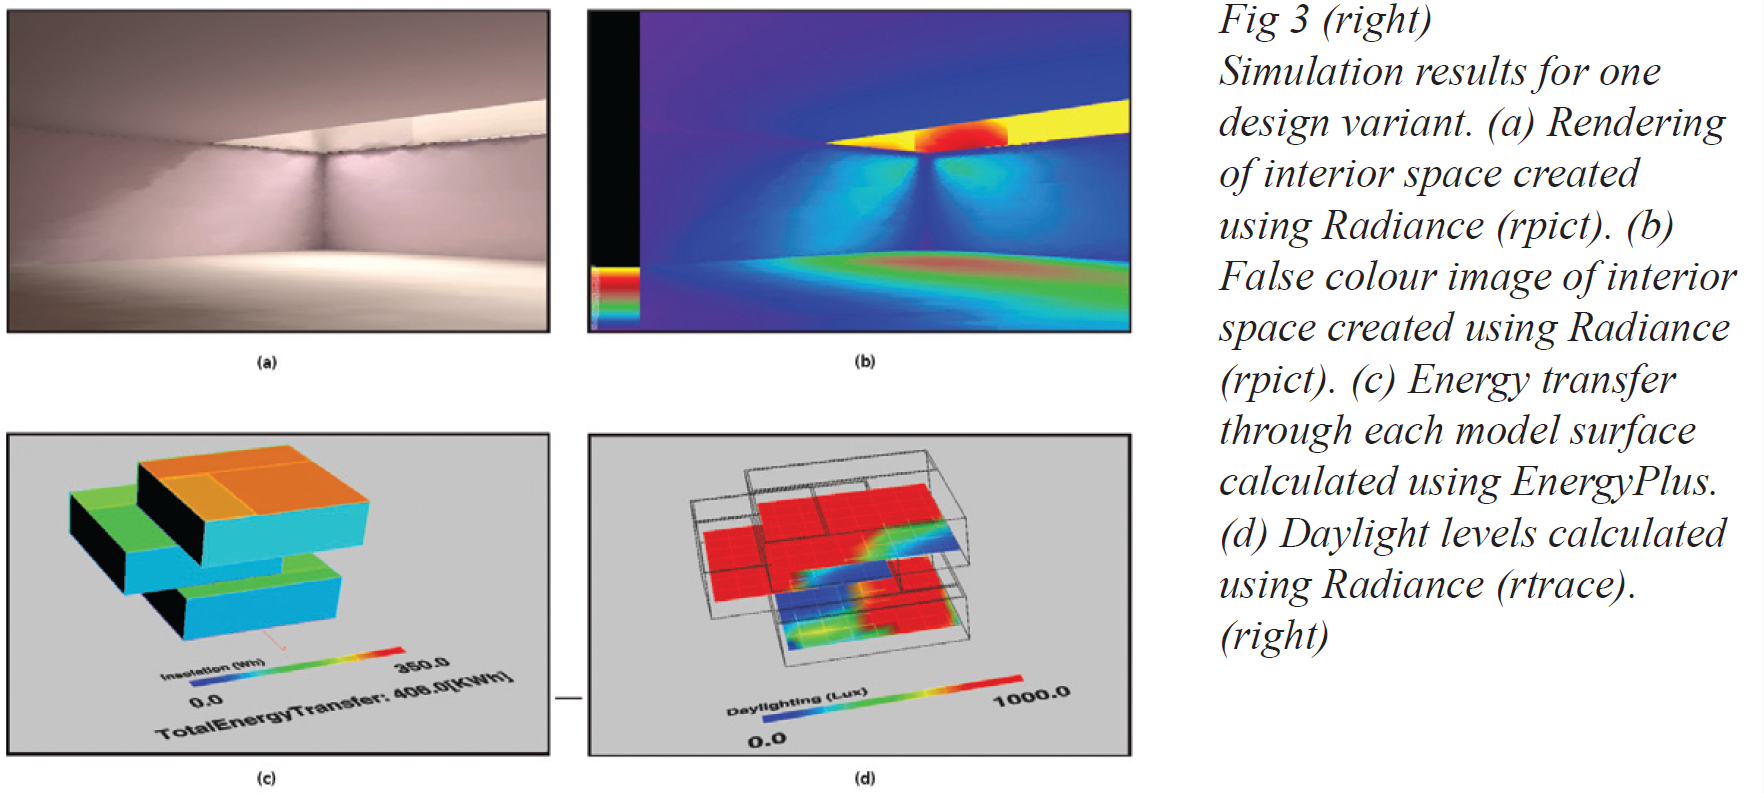 Fig 3 (right)
Simulation results for one
design variant. (a) Rendering
of interior space created
using Radiance (rpict). (b)
False colour image of interior
space created using Radiance
(rpict). (c) Energy transfer
through each model surface
calculated using EnergyPlus.
(d) Daylight levels calculated
using Radiance (rtrace).
(right)
(a)
(b)
Insolation (Wh)
0.0
350.0
TotalEnergyTransfer: 406.0[KWh]
(c)
Daylighting (Lux)
0.0
1000.0
(d)